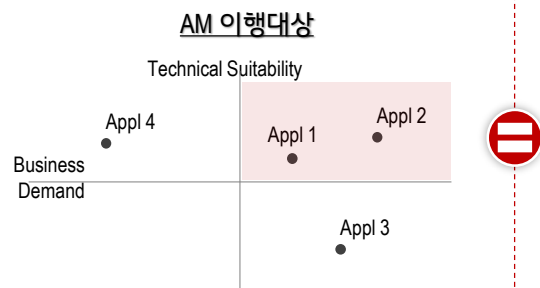 AM 이행대상
Technical Suitability
Appl 4
Appl 1
Appl 2
Business
Demand
Appl 3